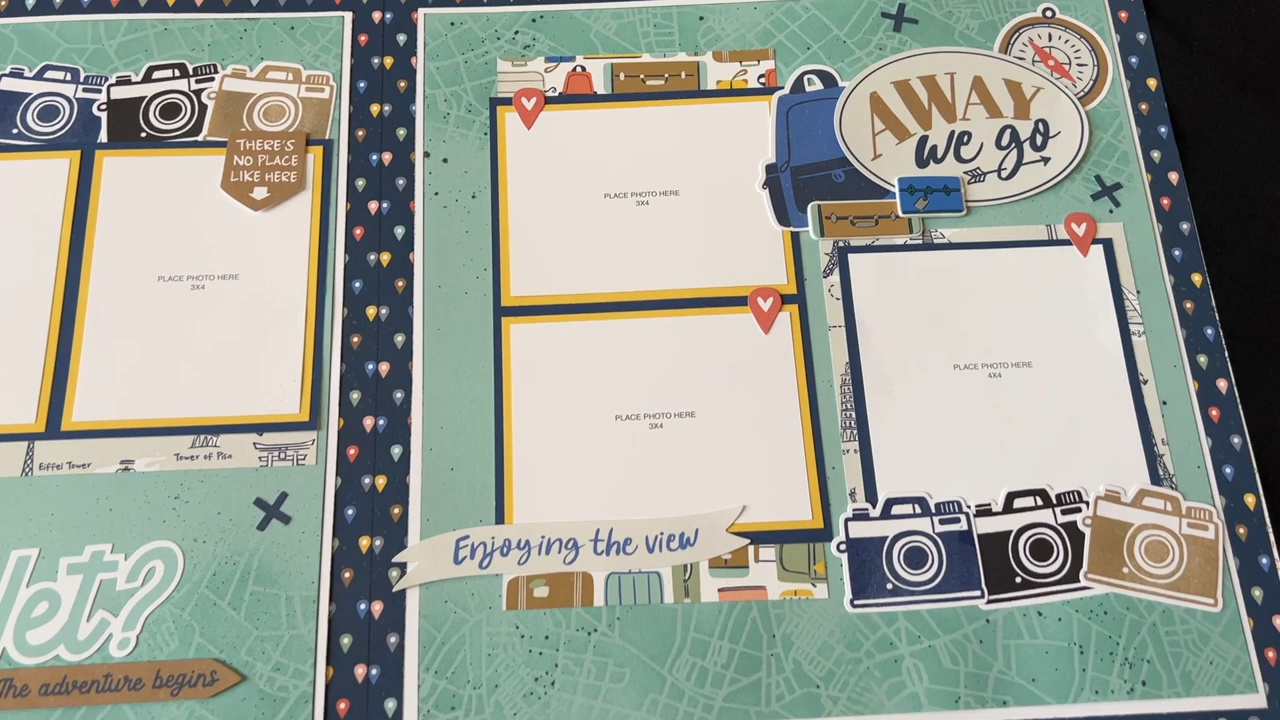 THERE'S
NO PLACE
LIKE HERE
PLACE PHOTO HERE
3X4
Eiffel Tower
Tower of Pisa
The adventure begins
AWAY
we go
PLACE PHOTO HERE
3X4
PLACE PHOTO HERE
3X4
PLACE PHOTO HERE
4X4
Enjoying the view